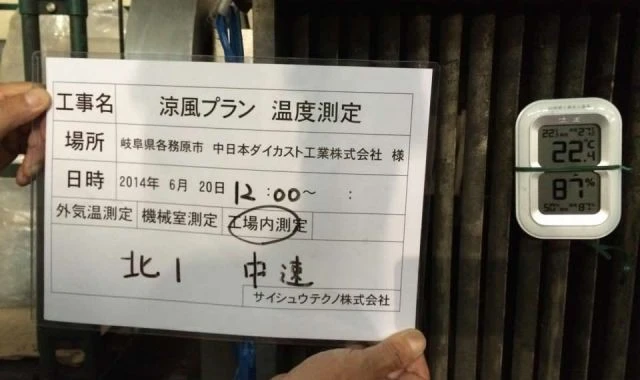 工事名 涼風プラン 温度測定
場所 岐阜県各務原市 中日本ダイカスト工業株式会社 様
日時 2014年 6月 20日 12:00~ :
外気温測定 機械室測定 工場内測定
北1 中速
サイシュウテクノ株式会社
22.4
87%